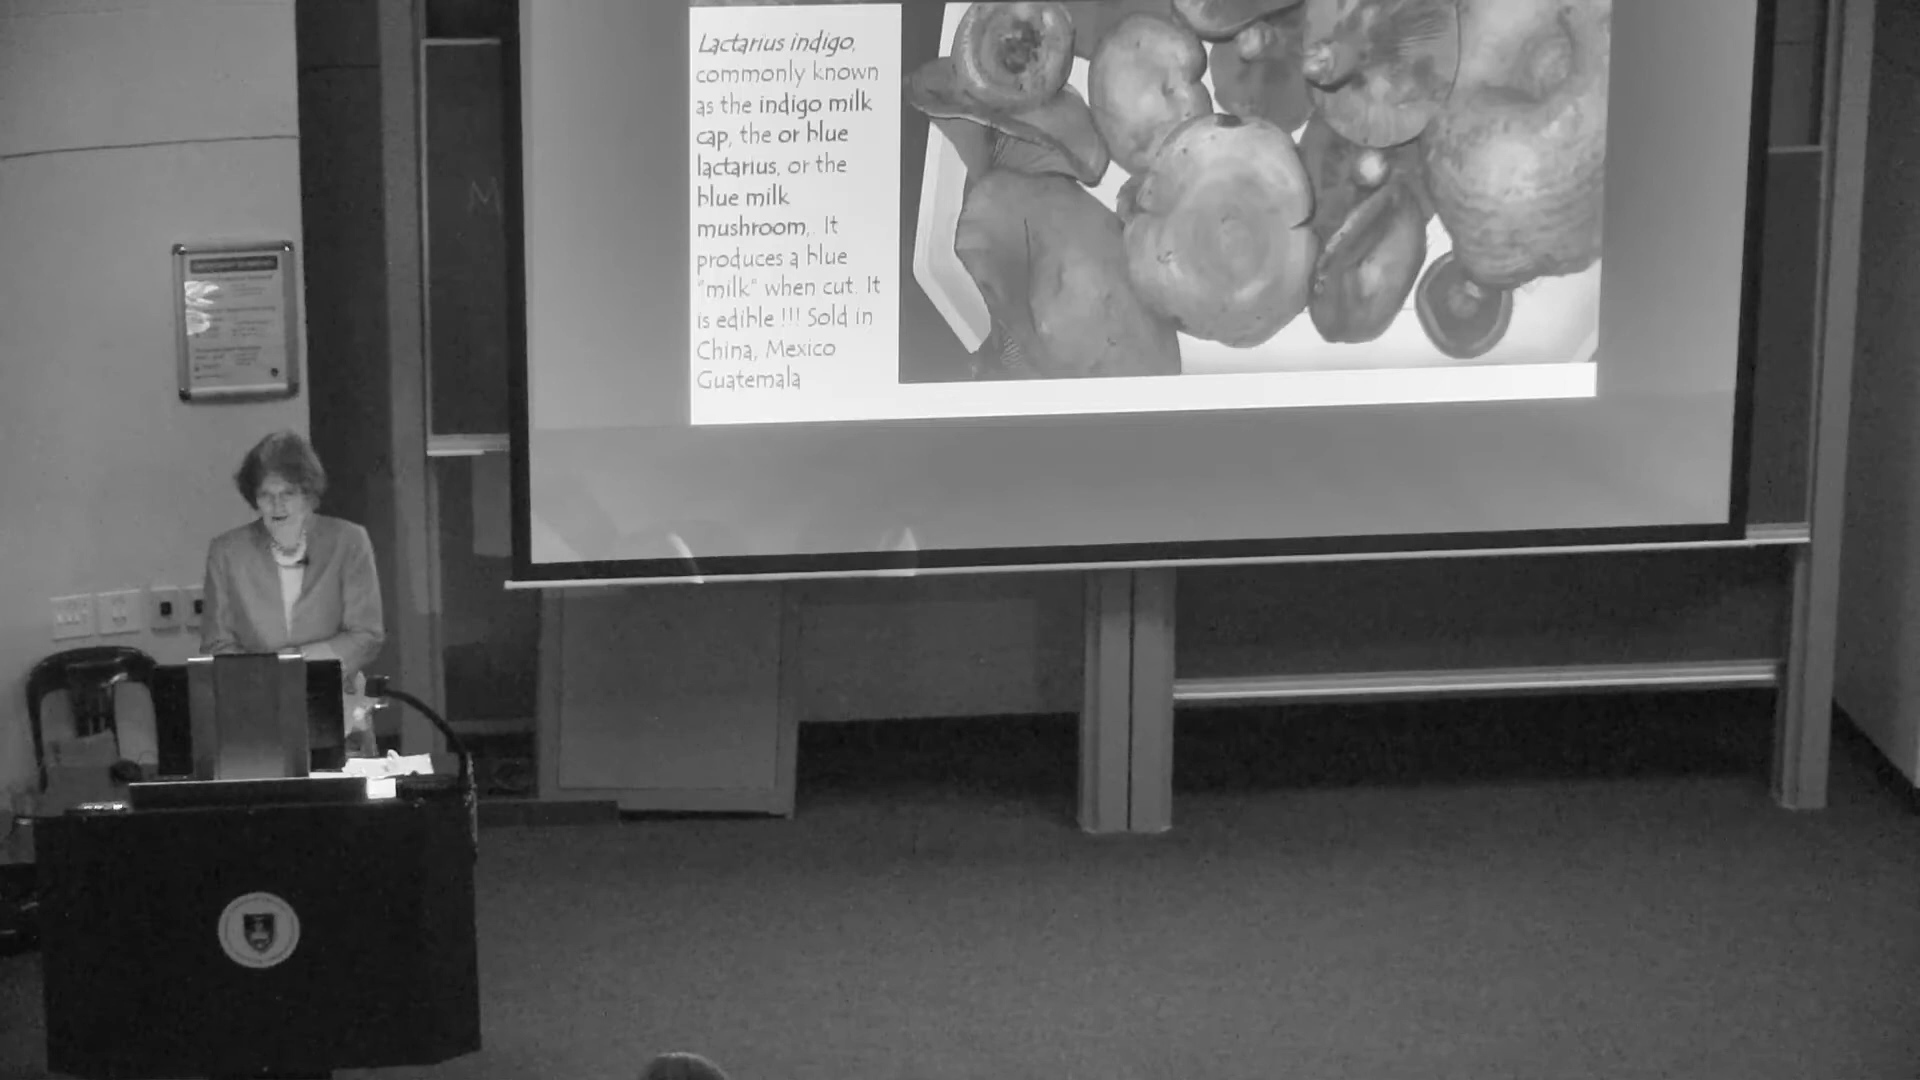 Lactarius indigo,
commonly known
as the indigo milk
cap, the or blue
lactarius, or the
blue milk
mushroom,. It
produces a blue
"milk" when cut. It
is edible !!! Sold in
China, Mexico
Guatemala
M